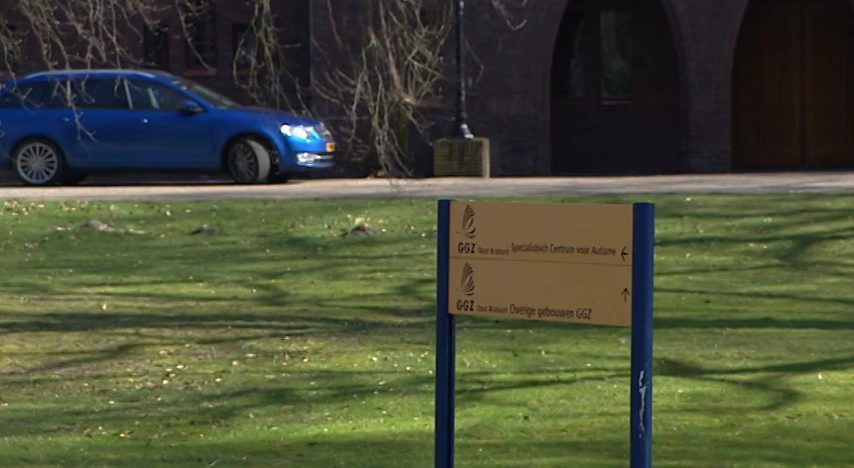 GGZ Oost Brabant Specialistisch Centrum voor Autisme ←
GGZ Oost Brabant Overige gebouwen GGZ ↑